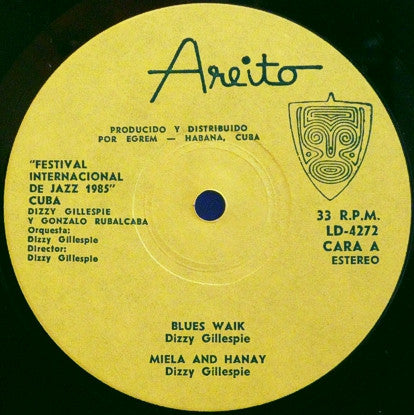 Areito
PRODUCIDO Y DISTRIBUIDO
POR EGREM — HABANA, CUBA
"FESTIVAL
INTERNACIONAL
DE JAZZ 1985"
CUBA
DIZZY GILLESPIE
Y GONZALO RUBALCABA
Orquesta:
Dizzy Gillespie
Director:
Dizzy Gillespie
33 R.P.M.
LD-4272
CARA A
ESTEREO
BLUES WAIK
Dizzy Gillespie
MIELA AND HANAY
Dizzy Gillespie